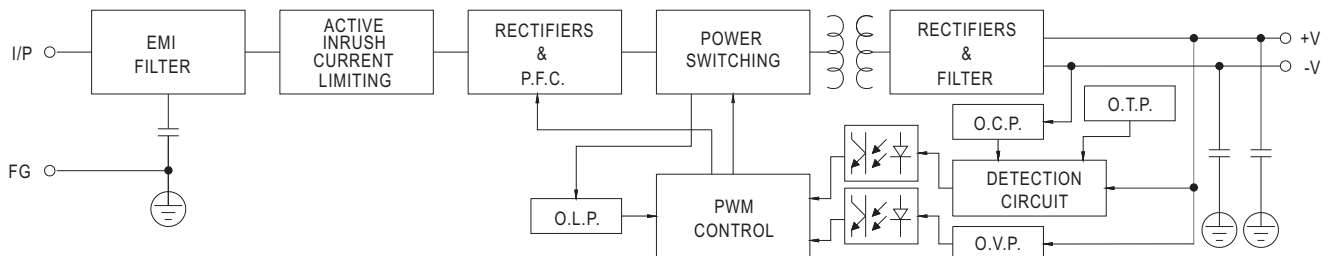 I/P
EMI
FILTER
ACTIVE
INRUSH
CURRENT
LIMITING
RECTIFIERS
&
P.F.C.
POWER
SWITCHING
RECTIFIERS
&
FILTER
+V
-V
O.C.P.
O.T.P.
FG
DETECTION
CIRCUIT
O.L.P.
PWM
CONTROL
O.V.P.